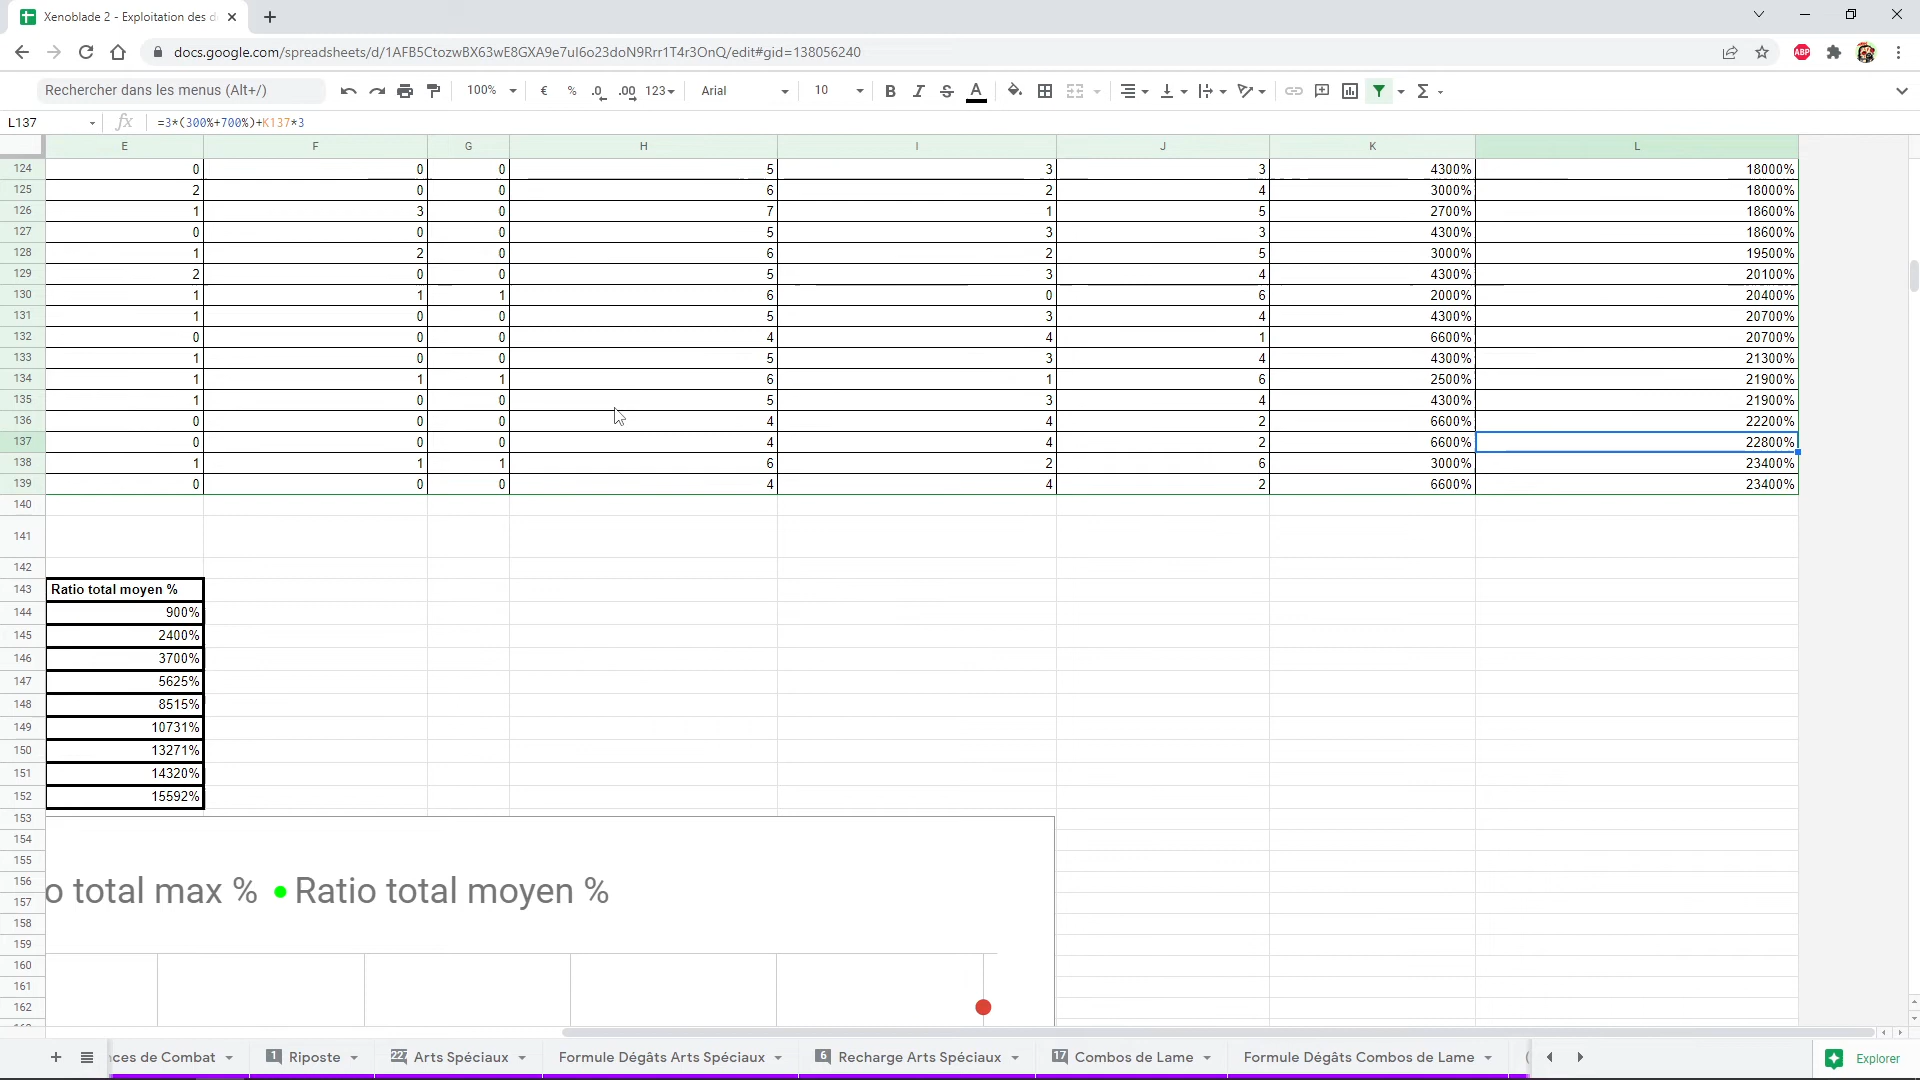 Xenoblade 2 - Exploitation des d
docs.google.com/spreadsheets/d/1AFB5CtozwBX63wE8GXA9e7ul6o23doN9Rrr1T4r3OnQ/edit#gid=138056240
ABP
Rechercher dans les menus (Alt+/) 100% € % .0 .00 123 Arial 10 B I S A Σ
L137 fx =3*(300%+700%)+K137*3
E F G H I J K L
124 0 0 0 5 3 3 4300% 18000%
125 2 0 0 6 2 4 3000% 18000%
126 1 3 0 7 1 5 2700% 18600%
127 0 0 0 5 3 3 4300% 18600%
128 1 2 0 6 2 5 3000% 19500%
129 2 0 0 5 3 4 4300% 20100%
130 1 1 1 6 0 6 2000% 20400%
131 1 0 0 5 3 4 4300% 20700%
132 0 0 0 4 4 1 6600% 20700%
133 1 0 0 5 3 4 4300% 21300%
134 1 1 1 6 1 6 2500% 21900%
135 1 0 0 5 3 4 4300% 21900%
136 0 0 0 4 4 2 6600% 22200%
137 0 0 0 4 4 2 6600% 22800%
138 1 1 1 6 2 6 3000% 23400%
139 0 0 0 4 4 2 6600% 23400%
140
141
142
143 Ratio total moyen %
144 900%
145 2400%
146 3700%
147 5625%
148 8515%
149 10731%
150 13271%
151 14320%
152 15592%
153
154
155
156
o total max % Ratio total moyen %
157
158
159
160
161
162
nces de Combat 1 Riposte 227 Arts Spéciaux Formule Dégâts Arts Spéciaux 6 Recharge Arts Spéciaux 17 Combos de Lame Formule Dégâts Combos de Lame Explorer